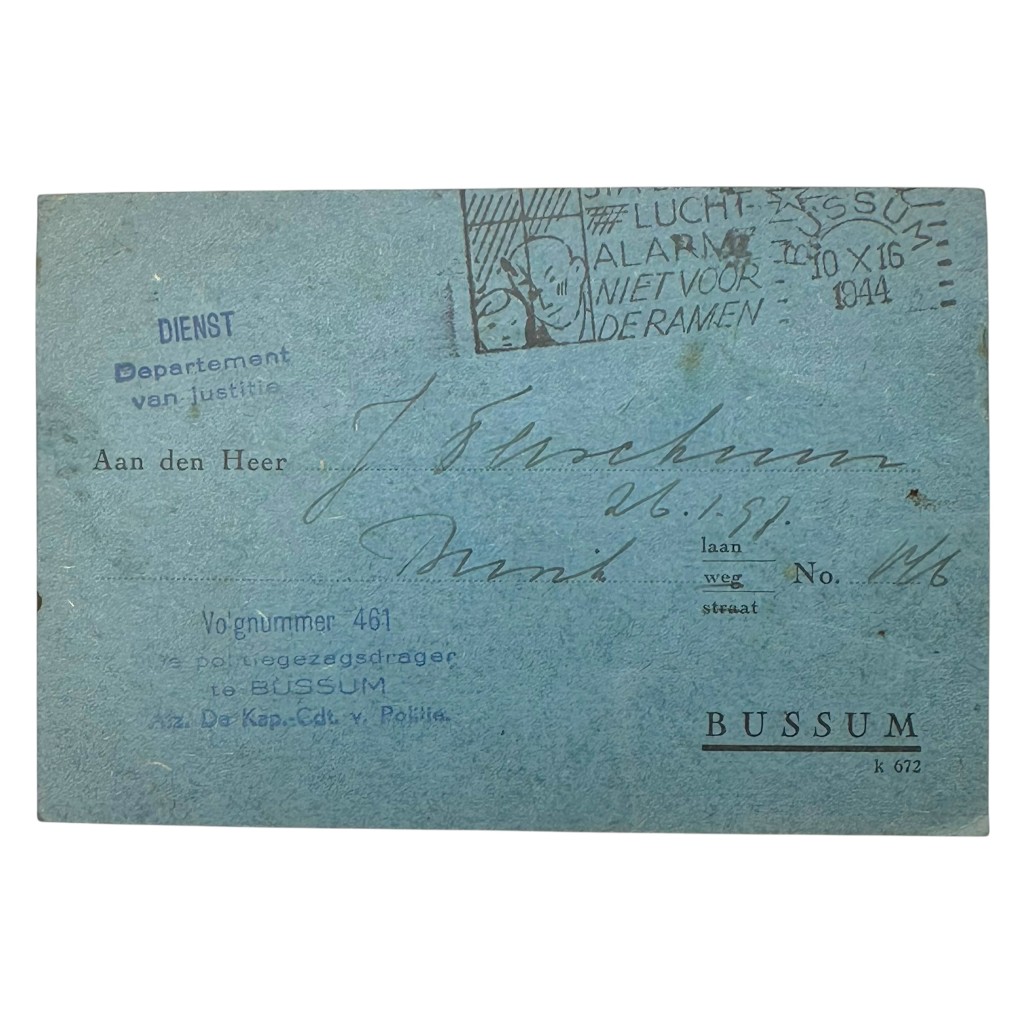 LUCHT-
ALARM
NIET VOOR
DE RAMEN
BUSSUM
10 X 16
1944
DIENST
Departement
van justitie
Aan den Heer J
26.1.97.
laan
weg
straat
No.
Volgnummer 461
politiegezagsdrager
te BUSSUM
De Kap.-Cdt. v. Politie.
BUSSUM
k 672